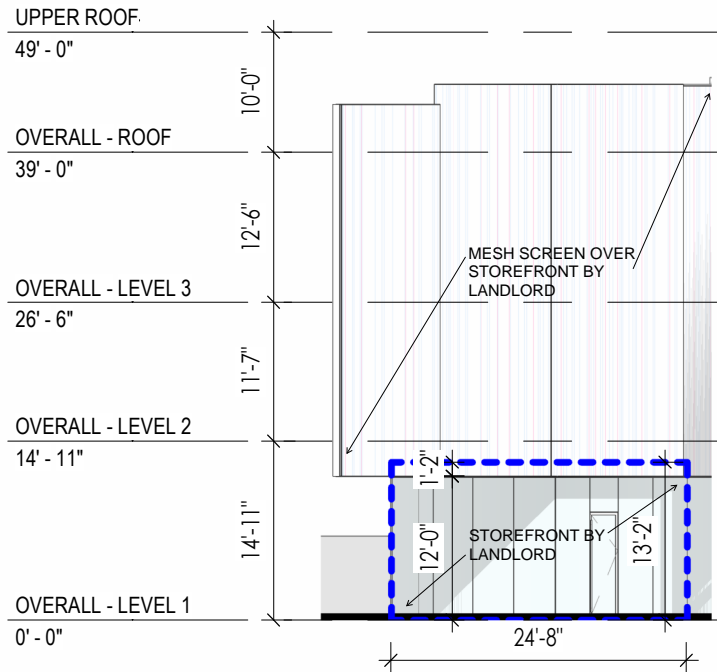 UPPER ROOF
49' - 0"
10'-0"
OVERALL - ROOF
39' - 0"
12'-6"
MESH SCREEN OVER
STOREFRONT BY
LANDLORD
OVERALL - LEVEL 3
26' - 6"
11'-7"
OVERALL - LEVEL 2
14' - 11"
1'-2"
14'-11"
12'-0"
STOREFRONT BY
LANDLORD
13'-2"
OVERALL - LEVEL 1
0' - 0"
24'-8"